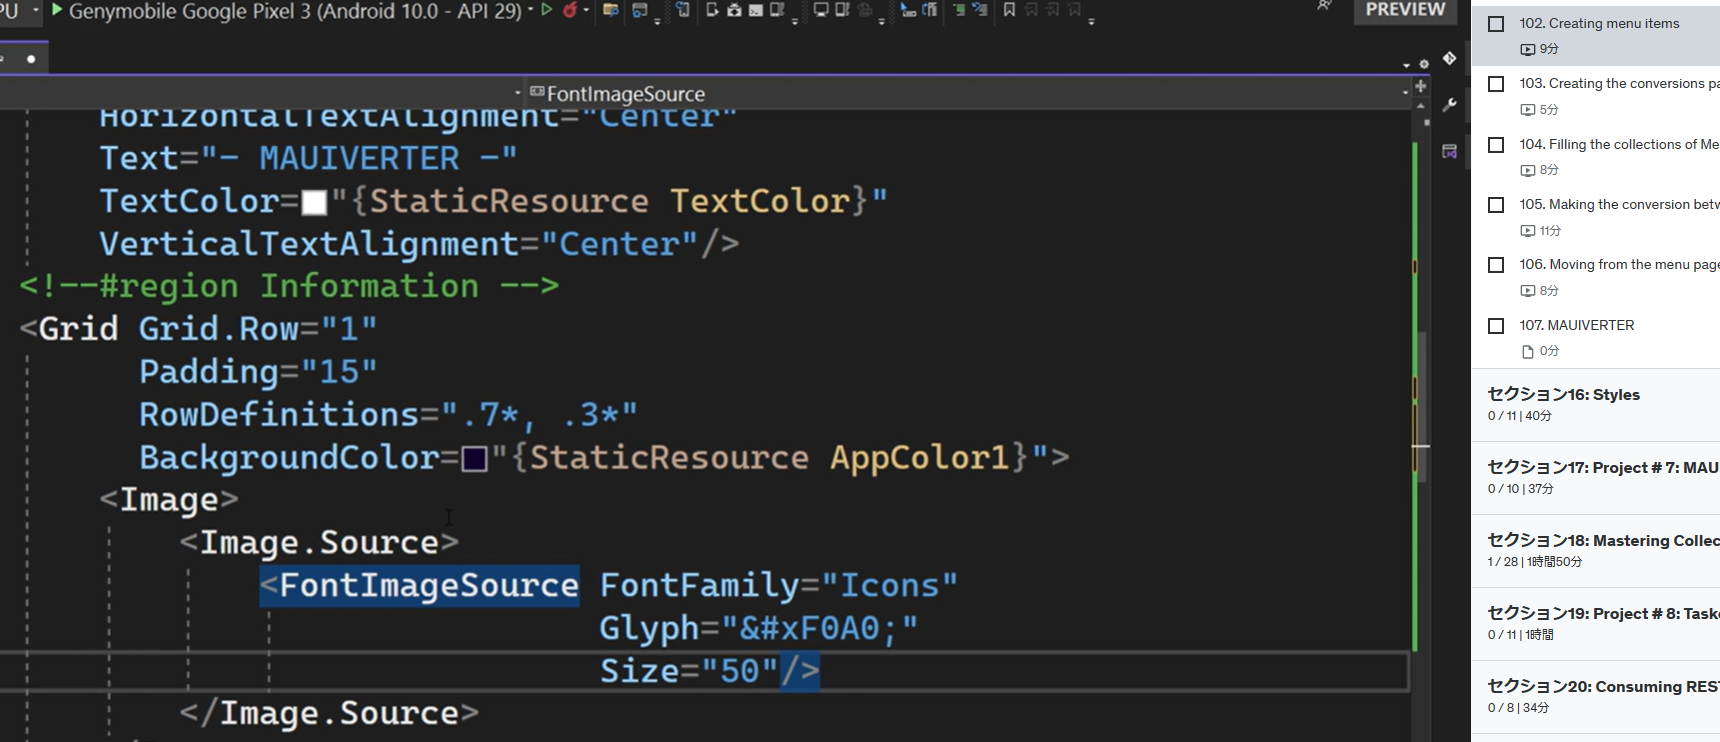 PU
Genymobile Google Pixel 3 (Android 10.0 - API 29)
PREVIEW
FontImageSource
HorizontalTextAlignment="Center"
Text="- MAUIVERTER -"
TextColor="{StaticResource TextColor}"
VerticalTextAlignment="Center"/>
<!--#region Information -->
<Grid Grid.Row="1"
Padding="15"
RowDefinitions=".7*, .3*"
BackgroundColor="{StaticResource AppColor1}">
<Image>
<Image.Source>
<FontImageSource FontFamily="Icons"
Glyph="&#xF0A0;"
Size="50"/>
</Image.Source>
102. Creating menu items
9分
103. Creating the conversions pa
5分
104. Filling the collections of Me
8分
105. Making the conversion betw
11分
106. Moving from the menu page
8分
107. MAUIVERTER
0分
セクション16: Styles
0 / 11 | 40分
セクション17: Project # 7: MAU
0 / 10 | 37分
セクション18: Mastering Collec
1 / 28 | 1時間50分
セクション19: Project # 8: Taske
0 / 11 | 1時間
セクション20: Consuming REST
0 / 8 | 34分